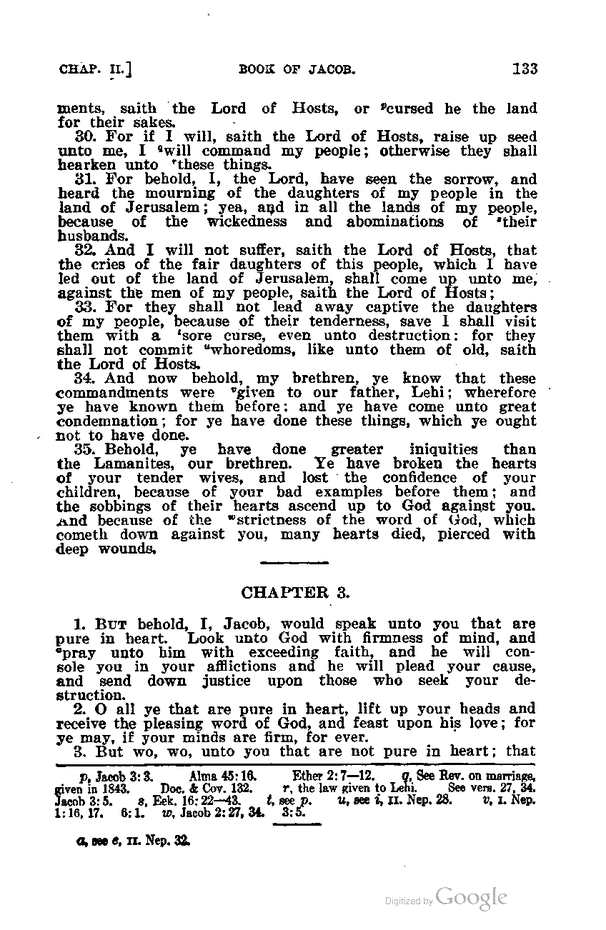 CHAP. II.] BOOK OF JACOB. 133
ments, saith the Lord of Hosts, or ᵖcursed he the land
for their sakes.
30. For if I will, saith the Lord of Hosts, raise up seed
unto me, I ᑫwill command my people; otherwise they shall
hearken unto ʳthese things.
31. For behold, I, the Lord, have seen the sorrow, and
heard the mourning of the daughters of my people in the
land of Jerusalem; yea, and in all the lands of my people,
because of the wickedness and abominations of ˢtheir
husbands.
32. And I will not suffer, saith the Lord of Hosts, that
the cries of the fair daughters of this people, which I have
led out of the land of Jerusalem, shall come up unto me,
against the men of my people, saith the Lord of Hosts;
33. For they shall not lead away captive the daughters
of my people, because of their tenderness, save I shall visit
them with a ᵗsore curse, even unto destruction: for they
shall not commit ᵘwhoredoms, like unto them of old, saith
the Lord of Hosts.
34. And now behold, my brethren, ye know that these
commandments were ᵛgiven to our father, Lehi; wherefore
ye have known them before: and ye have come unto great
condemnation; for ye have done these things, which ye ought
not to have done.
35. Behold, ye have done greater iniquities than
the Lamanites, our brethren. Ye have broken the hearts
of your tender wives, and lost the confidence of your
children, because of your bad examples before them; and
the sobbings of their hearts ascend up to God against you.
And because of the ʷstrictness of the word of God, which
cometh down against you, many hearts died, pierced with
deep wounds.
CHAPTER 3.
1. BUT behold, I, Jacob, would speak unto you that are
pure in heart. Look unto God with firmness of mind, and
ᵃpray unto him with exceeding faith, and he will con-
sole you in your afflictions and he will plead your cause,
and send down justice upon those who seek your de-
struction.
2. O all ye that are pure in heart, lift up your heads and
receive the pleasing word of God, and feast upon his love; for
ye may, if your minds are firm, for ever.
3. But wo, wo, unto you that are not pure in heart; that
p, Jacob 3: 3. Alma 45: 16. Ether 2: 7—12. q, See Rev. on marriage,
given in 1843. Doc. & Cov. 132. r, the law given to Lehi. See vers. 27, 34.
Jacob 3: 5. s, Eek. 16: 22—43. t, see p. u, see i, II. Nep. 28. v, I. Nep.
1: 16, 17. 6: 1. w, Jacob 2: 27, 34. 3: 5.
a, see e, II. Nep. 32.
Digitized by Google